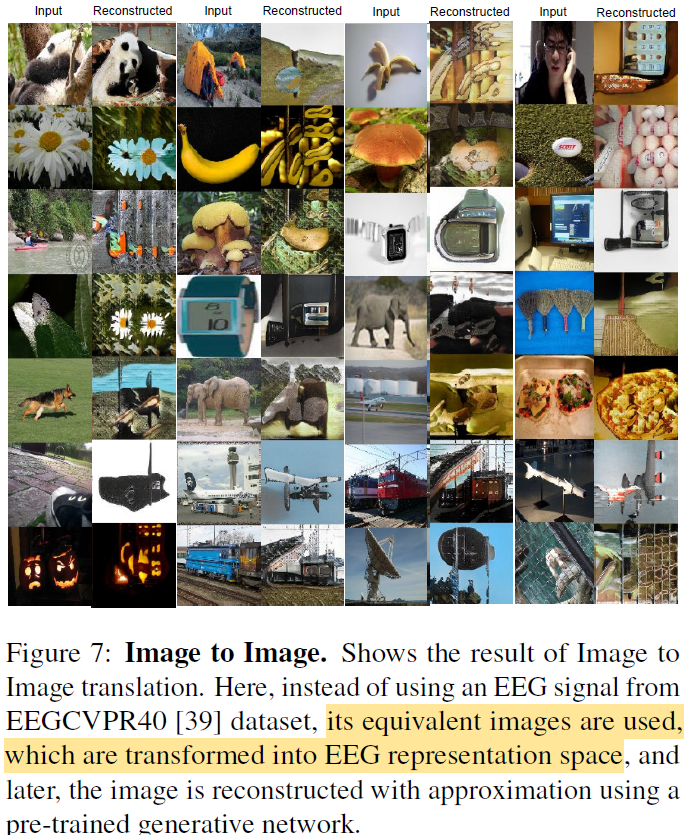 Input Reconstructed Input Reconstructed Input Reconstructed Input Reconstructed
Figure 7: Image to Image. Shows the result of Image to
Image translation. Here, instead of using an EEG signal from
EEGCVPR40 [39] dataset, its equivalent images are used,
which are transformed into EEG representation space, and
later, the image is reconstructed with approximation using a
pre-trained generative network.